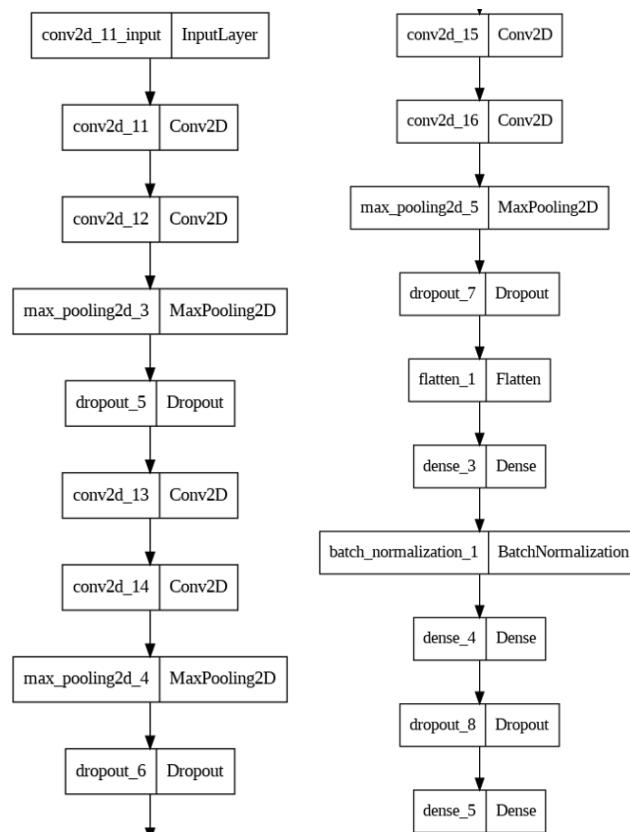 conv2d_11_input InputLayer
conv2d_11 Conv2D
conv2d_12 Conv2D
max_pooling2d_3 MaxPooling2D
dropout_5 Dropout
conv2d_13 Conv2D
conv2d_14 Conv2D
max_pooling2d_4 MaxPooling2D
dropout_6 Dropout
conv2d_15 Conv2D
conv2d_16 Conv2D
max_pooling2d_5 MaxPooling2D
dropout_7 Dropout
flatten_1 Flatten
dense_3 Dense
batch_normalization_1 BatchNormalization
dense_4 Dense
dropout_8 Dropout
dense_5 Dense